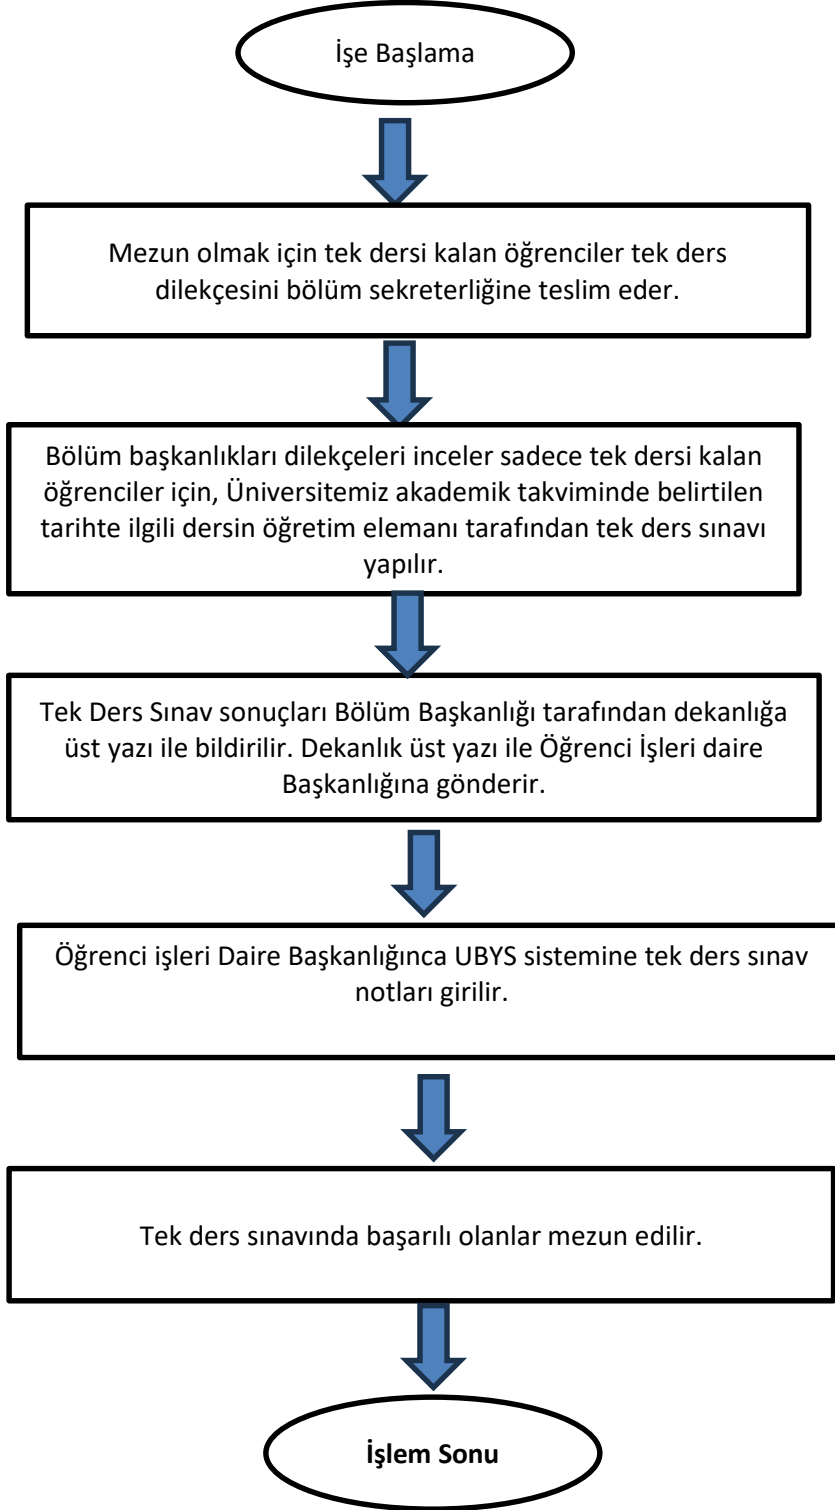 İşe Başlama
Mezun olmak için tek dersi kalan öğrenciler tek ders
dilekçesini bölüm sekreterliğine teslim eder.
Bölüm başkanlıkları dilekçeleri inceler sadece tek dersi kalan
öğrenciler için, Üniversitemiz akademik takviminde belirtilen
tarihte ilgili dersin öğretim elemanı tarafından tek ders sınavı
yapılır.
Tek Ders Sınav sonuçları Bölüm Başkanlığı tarafından dekanlığa
üst yazı ile bildirilir. Dekanlık üst yazı ile Öğrenci İşleri daire
Başkanlığına gönderir.
Öğrenci işleri Daire Başkanlığınca UBYS sistemine tek ders sınav
notları girilir.
Tek ders sınavında başarılı olanlar mezun edilir.
İşlem Sonu